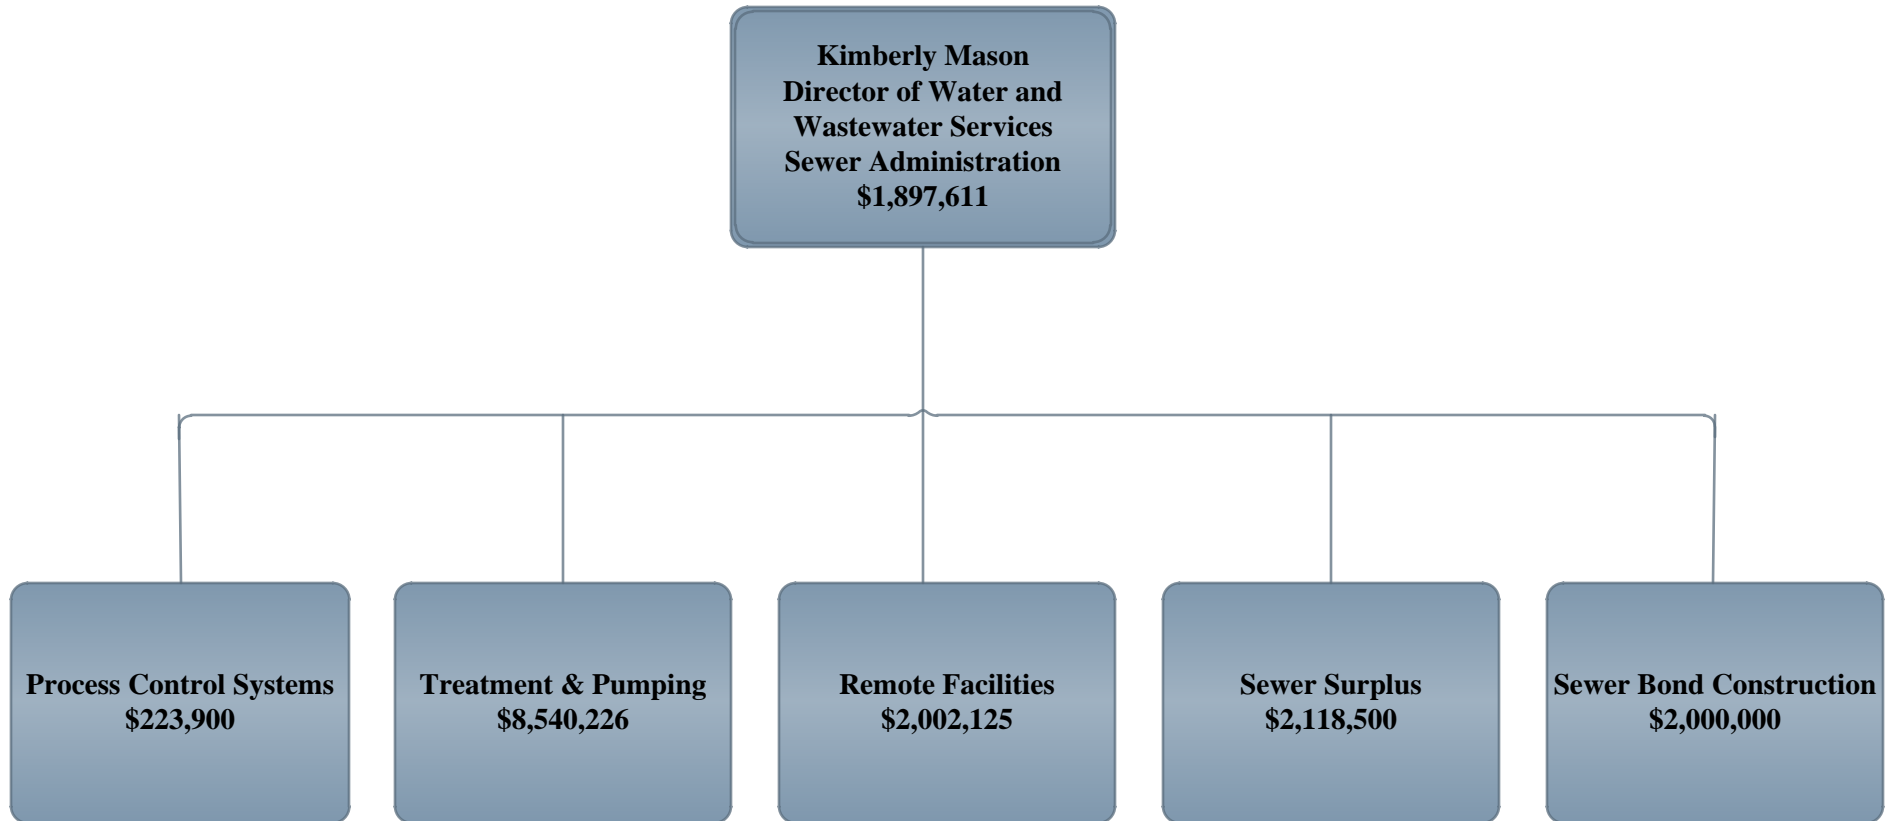 Kimberly Mason
Director of Water and
Wastewater Services
Sewer Administration
$1,897,611
Process Control Systems
$223,900
Treatment & Pumping
$8,540,226
Remote Facilities
$2,002,125
Sewer Surplus
$2,118,500
Sewer Bond Construction
$2,000,000